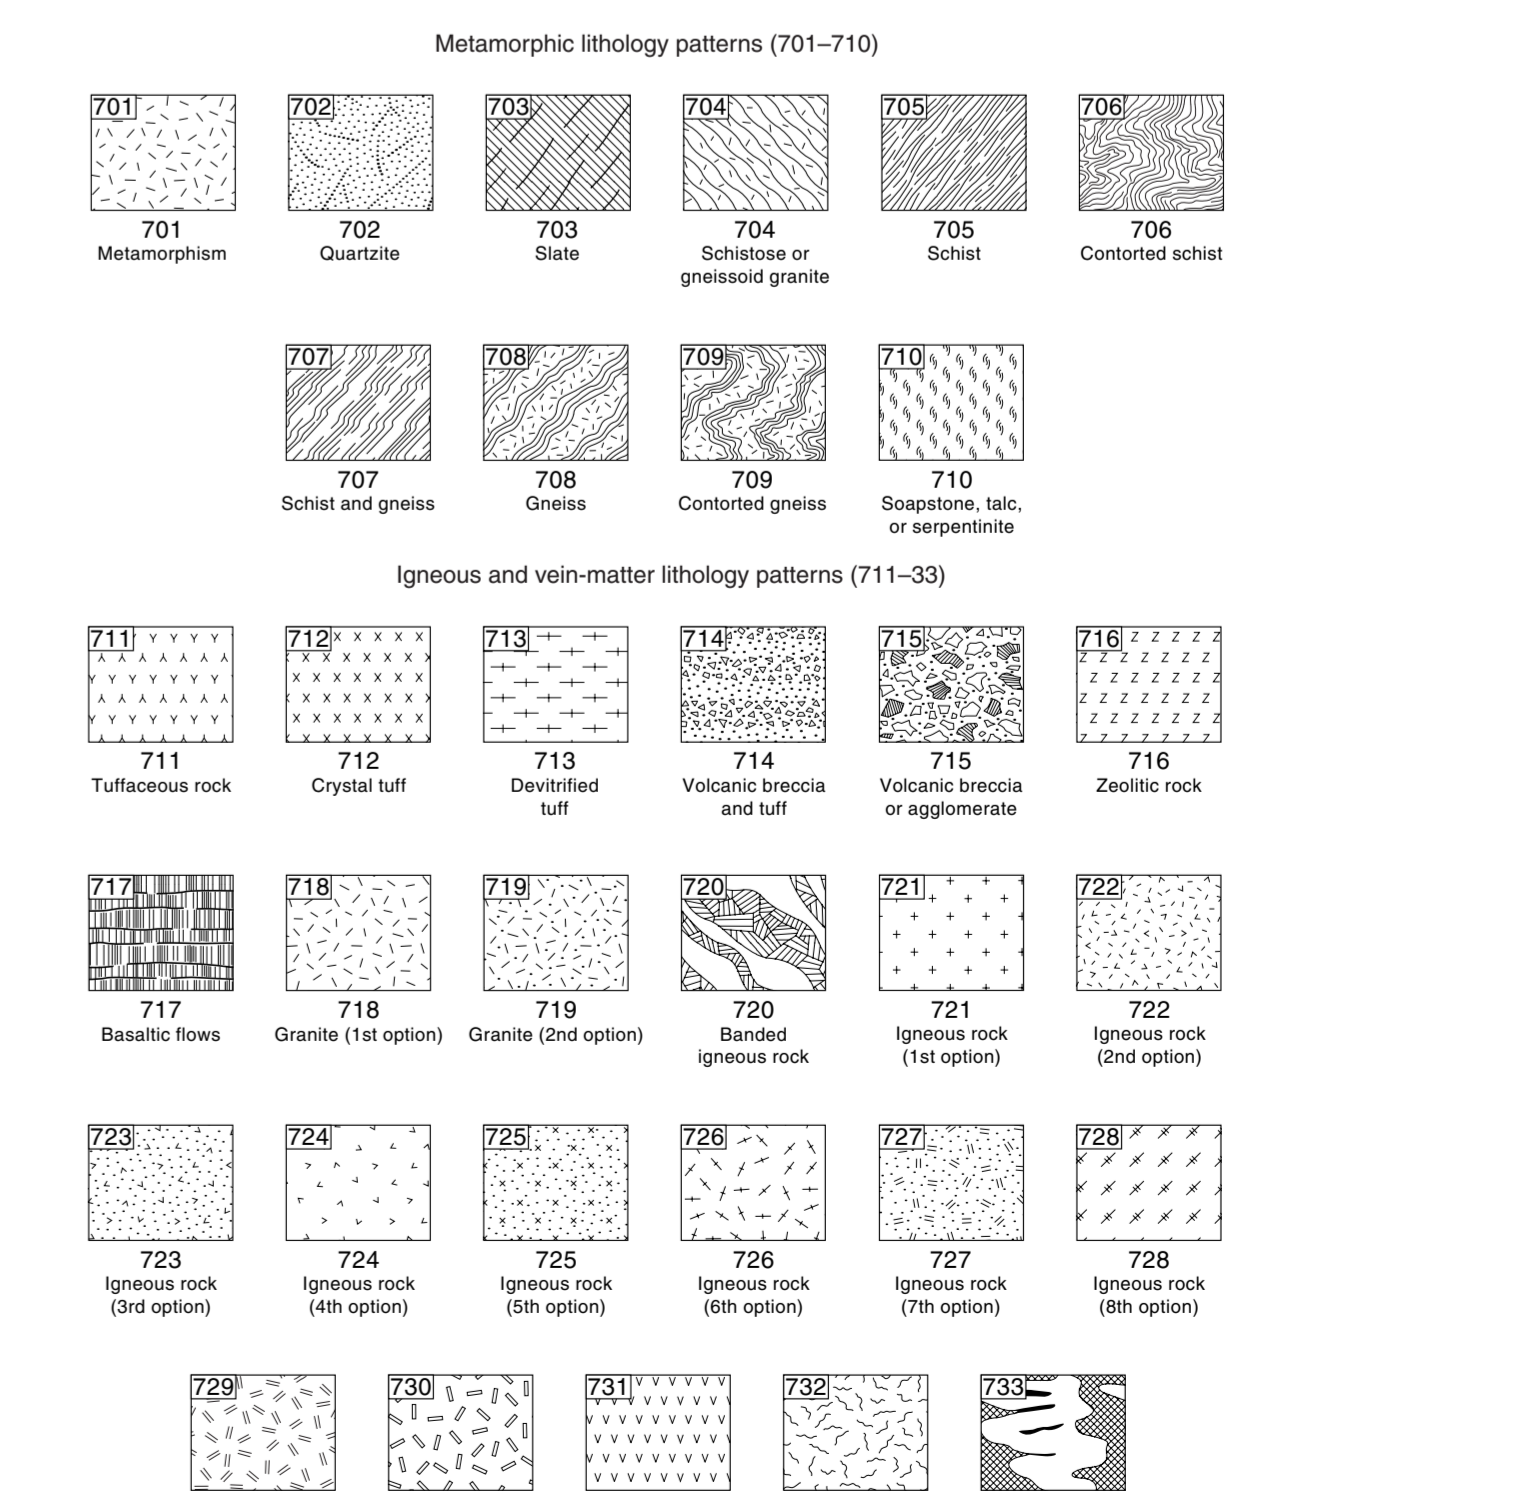 Metamorphic lithology patterns (701–710)
701 702 703 704 705 706
701 702 703 704 705 706
Metamorphism Quartzite Slate Schistose or Schist Contorted schist
gneissoid granite
707 708 709 710
707 708 709 710
Schist and gneiss Gneiss Contorted gneiss Soapstone, talc,
or serpentinite
Igneous and vein-matter lithology patterns (711–33)
711 712 713 714 715 716
711 712 713 714 715 716
Tuffaceous rock Crystal tuff Devitrified Volcanic breccia Volcanic breccia Zeolitic rock
tuff and tuff or agglomerate
717 718 719 720 721 722
717 718 719 720 721 722
Basaltic flows Granite (1st option) Granite (2nd option) Banded Igneous rock Igneous rock
igneous rock (1st option) (2nd option)
723 724 725 726 727 728
723 724 725 726 727 728
Igneous rock Igneous rock Igneous rock Igneous rock Igneous rock Igneous rock
(3rd option) (4th option) (5th option) (6th option) (7th option) (8th option)
729 730 731 732 733